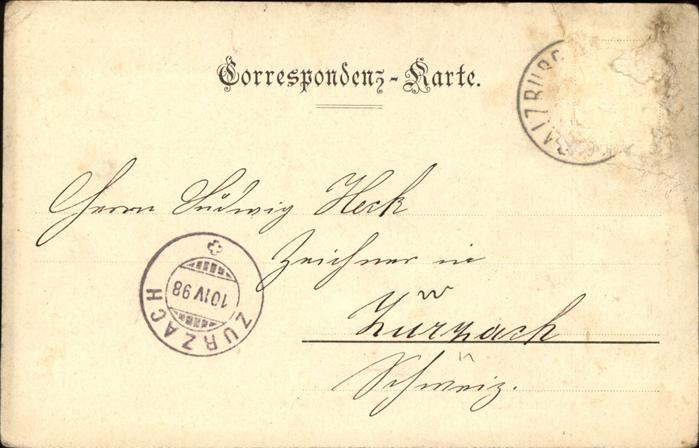 Correspondenz-Karte.
SALZBURG
Herrn Ludwig Heck
Zeichner in
Zurzach
Schweiz.
ZURZACH
10 IV 98